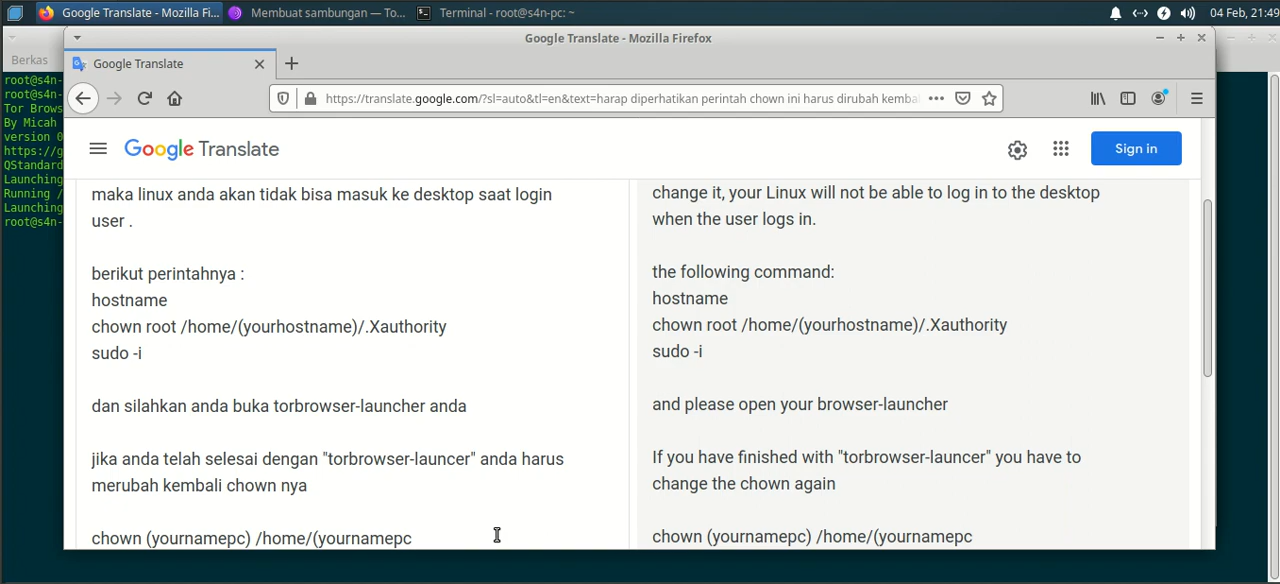 Google Translate - Mozilla Fi...
Membuat sambungan — To...
Terminal - root@s4n-pc: ~
04 Feb, 21:49
Google Translate - Mozilla Firefox
Berkas
Google Translate
root@s4n-
root@s4n-
Tor Brows
By Micah
version 0
https://g
QStandard
Launching
Running /
Launching
root@s4n-
https://translate.google.com/?sl=auto&tl=en&text=harap diperhatikan perintah chown ini harus dirubah kemba
Google Translate
Sign in
maka linux anda akan tidak bisa masuk ke desktop saat login
user .
berikut perintahnya :
hostname
chown root /home/(yourhostname)/.Xauthority
sudo -i
dan silahkan anda buka torbrowser-launcher anda
jika anda telah selesai dengan "torbrowser-launcer" anda harus
merubah kembali chown nya
chown (yournamepc) /home/(yournamepc
change it, your Linux will not be able to log in to the desktop
when the user logs in.
the following command:
hostname
chown root /home/(yourhostname)/.Xauthority
sudo -i
and please open your browser-launcher
If you have finished with "torbrowser-launcer" you have to
change the chown again
chown (yournamepc) /home/(yournamepc